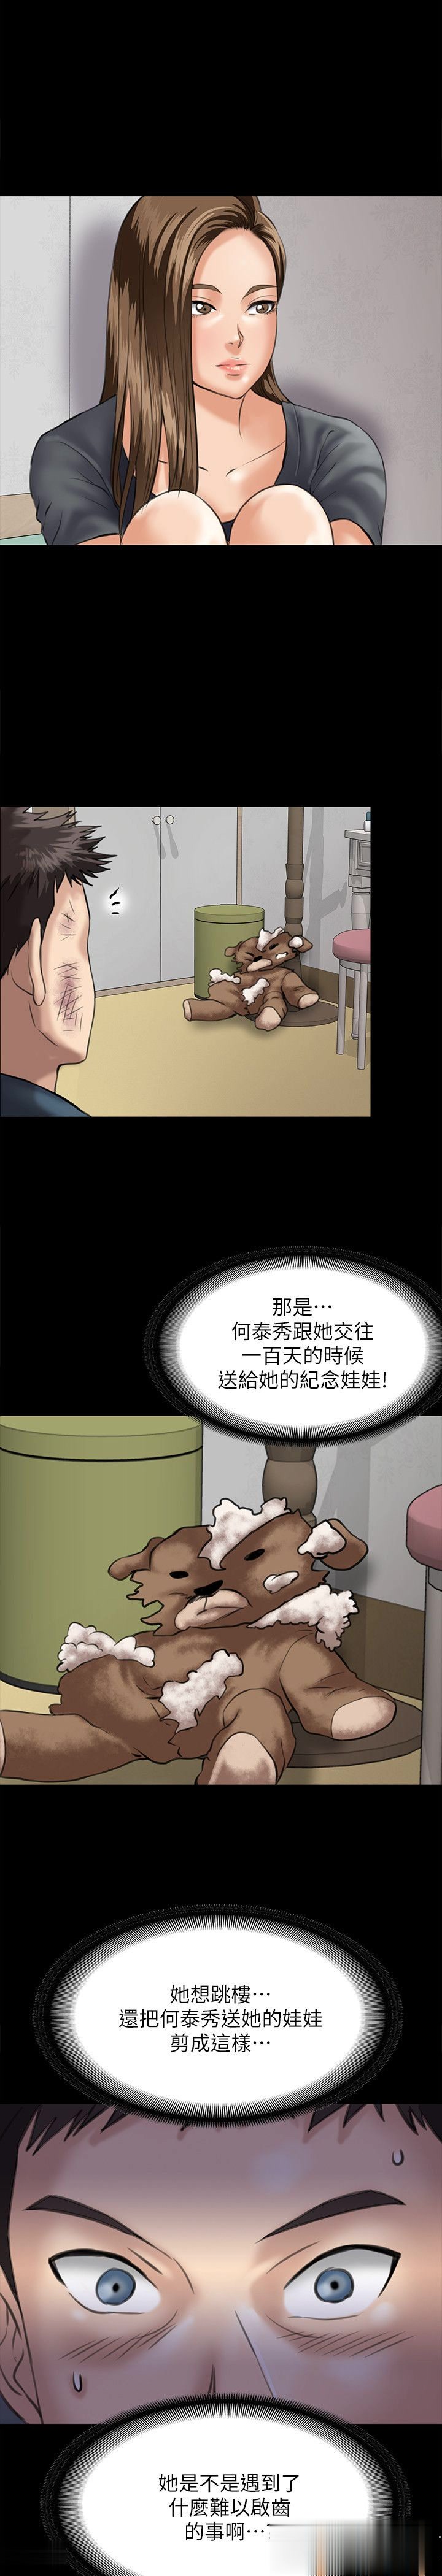 那是…
何泰秀跟她交往
一百天的時候
送給她的紀念娃娃!
她想跳樓…
還把何泰秀送她的娃娃
剪成這樣…
她是不是遇到了
什麼難以啟齒
的事啊…